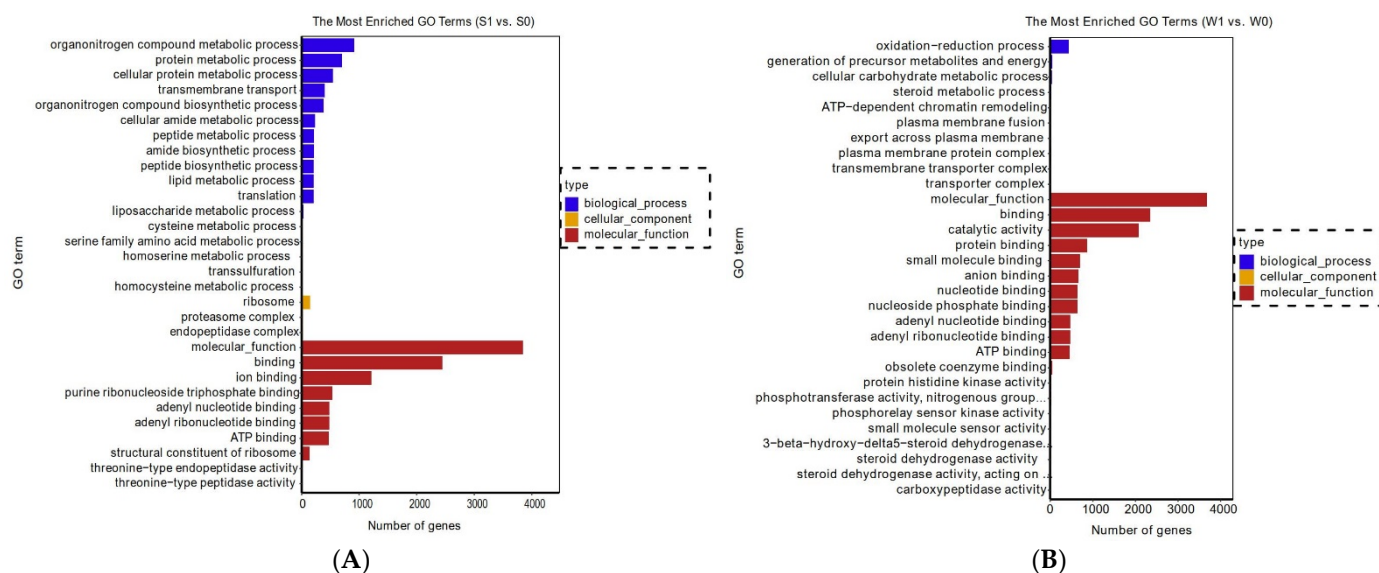 The Most Enriched GO Terms (S1 vs. S0)
organonitrogen compound metabolic process
protein metabolic process
cellular protein metabolic process
transmembrane transport
organonitrogen compound biosynthetic process
cellular amide metabolic process
peptide metabolic process
amide biosynthetic process
peptide biosynthetic process
lipid metabolic process
translation
liposaccharide metabolic process
cysteine metabolic process
serine family amino acid metabolic process
homoserine metabolic process
transsulfuration
homocysteine metabolic process
ribosome
proteasome complex
endopeptidase complex
molecular_function
binding
ion binding
purine ribonucleoside triphosphate binding
adenyl nucleotide binding
adenyl ribonucleotide binding
ATP binding
structural constituent of ribosome
threonine-type endopeptidase activity
threonine-type peptidase activity
GO term
0 1000 2000 3000 4000
Number of genes
type
biological_process
cellular_component
molecular_function
(A)
The Most Enriched GO Terms (W1 vs. W0)
oxidation-reduction process
generation of precursor metabolites and energy
cellular carbohydrate metabolic process
steroid metabolic process
ATP-dependent chromatin remodeling
plasma membrane fusion
export across plasma membrane
plasma membrane protein complex
transmembrane transporter complex
transporter complex
molecular_function
binding
catalytic activity
protein binding
small molecule binding
anion binding
nucleotide binding
nucleoside phosphate binding
adenyl nucleotide binding
adenyl ribonucleotide binding
ATP binding
obsolete coenzyme binding
protein histidine kinase activity
phosphotransferase activity, nitrogenous group...
phosphorelay sensor kinase activity
small molecule sensor activity
3-beta-hydroxy-delta5-steroid dehydrogenase...
steroid dehydrogenase activity
steroid dehydrogenase activity, acting on ...
carboxypeptidase activity
GO term
0 1000 2000 3000 4000
Number of genes
type
biological_process
cellular_component
molecular_function
(B)